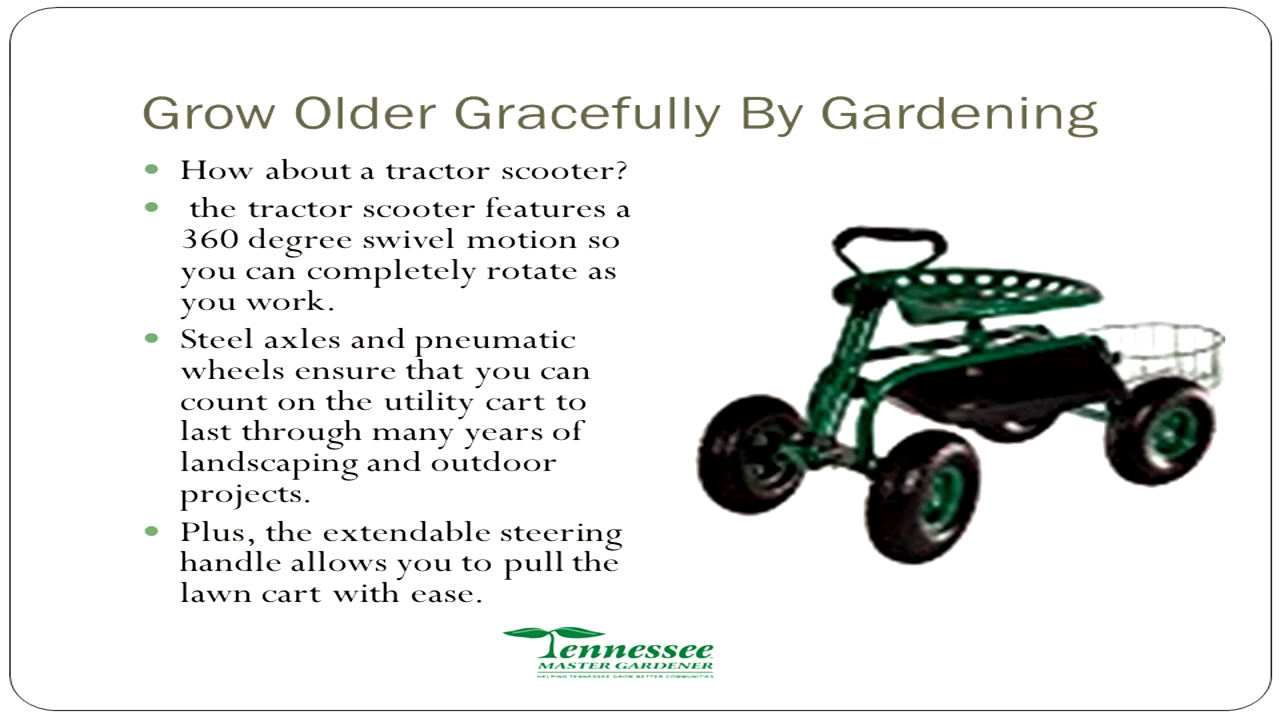 Grow Older Gracefully By Gardening
• How about a tractor scooter?
• the tractor scooter features a
360 degree swivel motion so
you can completely rotate as
you work.
• Steel axles and pneumatic
wheels ensure that you can
count on the utility cart to
last through many years of
landscaping and outdoor
projects.
• Plus, the extendable steering
handle allows you to pull the
lawn cart with ease.
Tennessee
MASTER GARDENER
HELPING TENNESSEE GROW BETTER COMMUNITIES